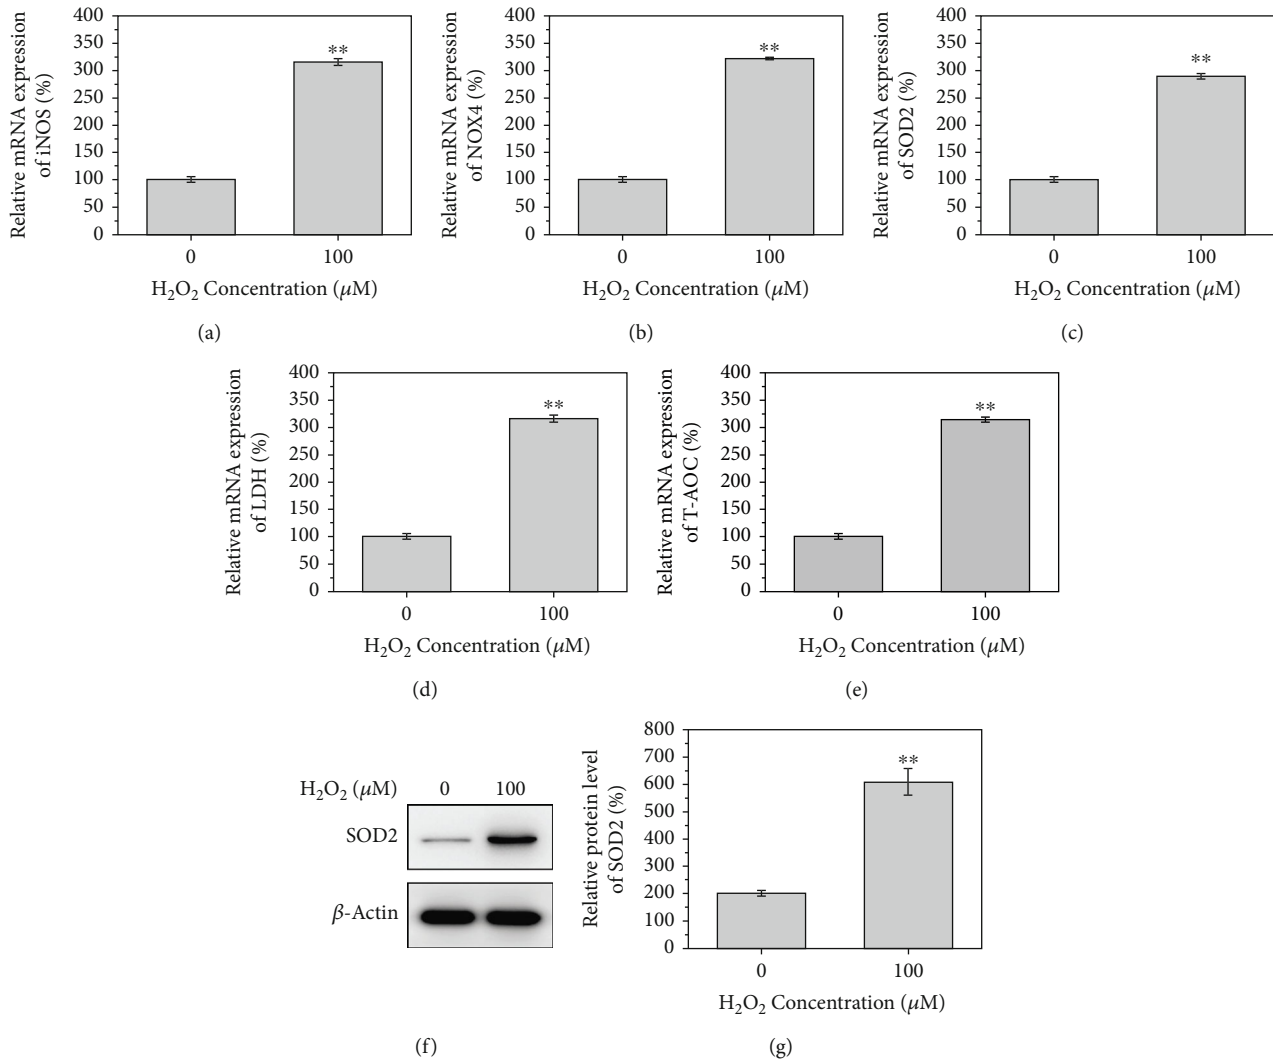 Relative mRNA expression
of iNOS (%)
400
350
300
250
200
150
100
50
0
**
0
100
H₂O₂ Concentration (μM)
(a)
Relative mRNA expression
of NOX4 (%)
400
350
300
250
200
150
100
50
0
**
0
100
H₂O₂ Concentration (μM)
(b)
Relative mRNA expression
of SOD2 (%)
400
350
300
250
200
150
100
50
0
**
0
100
H₂O₂ Concentration (μM)
(c)
Relative mRNA expression
of LDH (%)
400
350
300
250
200
150
100
50
0
**
0
100
H₂O₂ Concentration (μM)
(d)
Relative mRNA expression
of T-AOC (%)
400
350
300
250
200
150
100
50
0
**
0
100
H₂O₂ Concentration (μM)
(e)
H₂O₂ (μM)
0
100
SOD2
β-Actin
(f)
Relative protein level
of SOD2 (%)
800
700
600
500
400
300
200
100
0
**
0
100
H₂O₂ Concentration (μM)
(g)